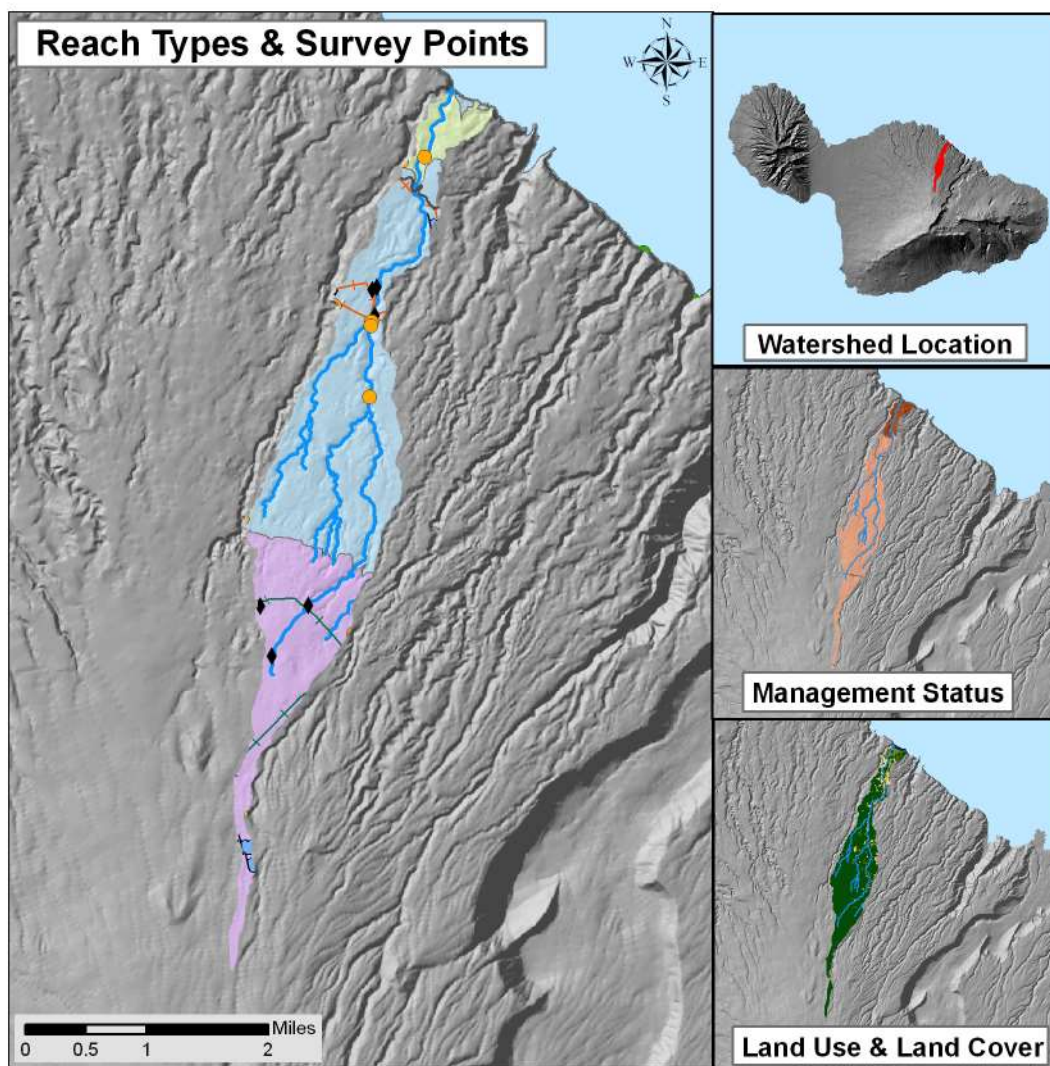 Reach Types & Survey Points
N
W E
S
Miles
0 0.5 1 2
Watershed Location
Management Status
Land Use & Land Cover